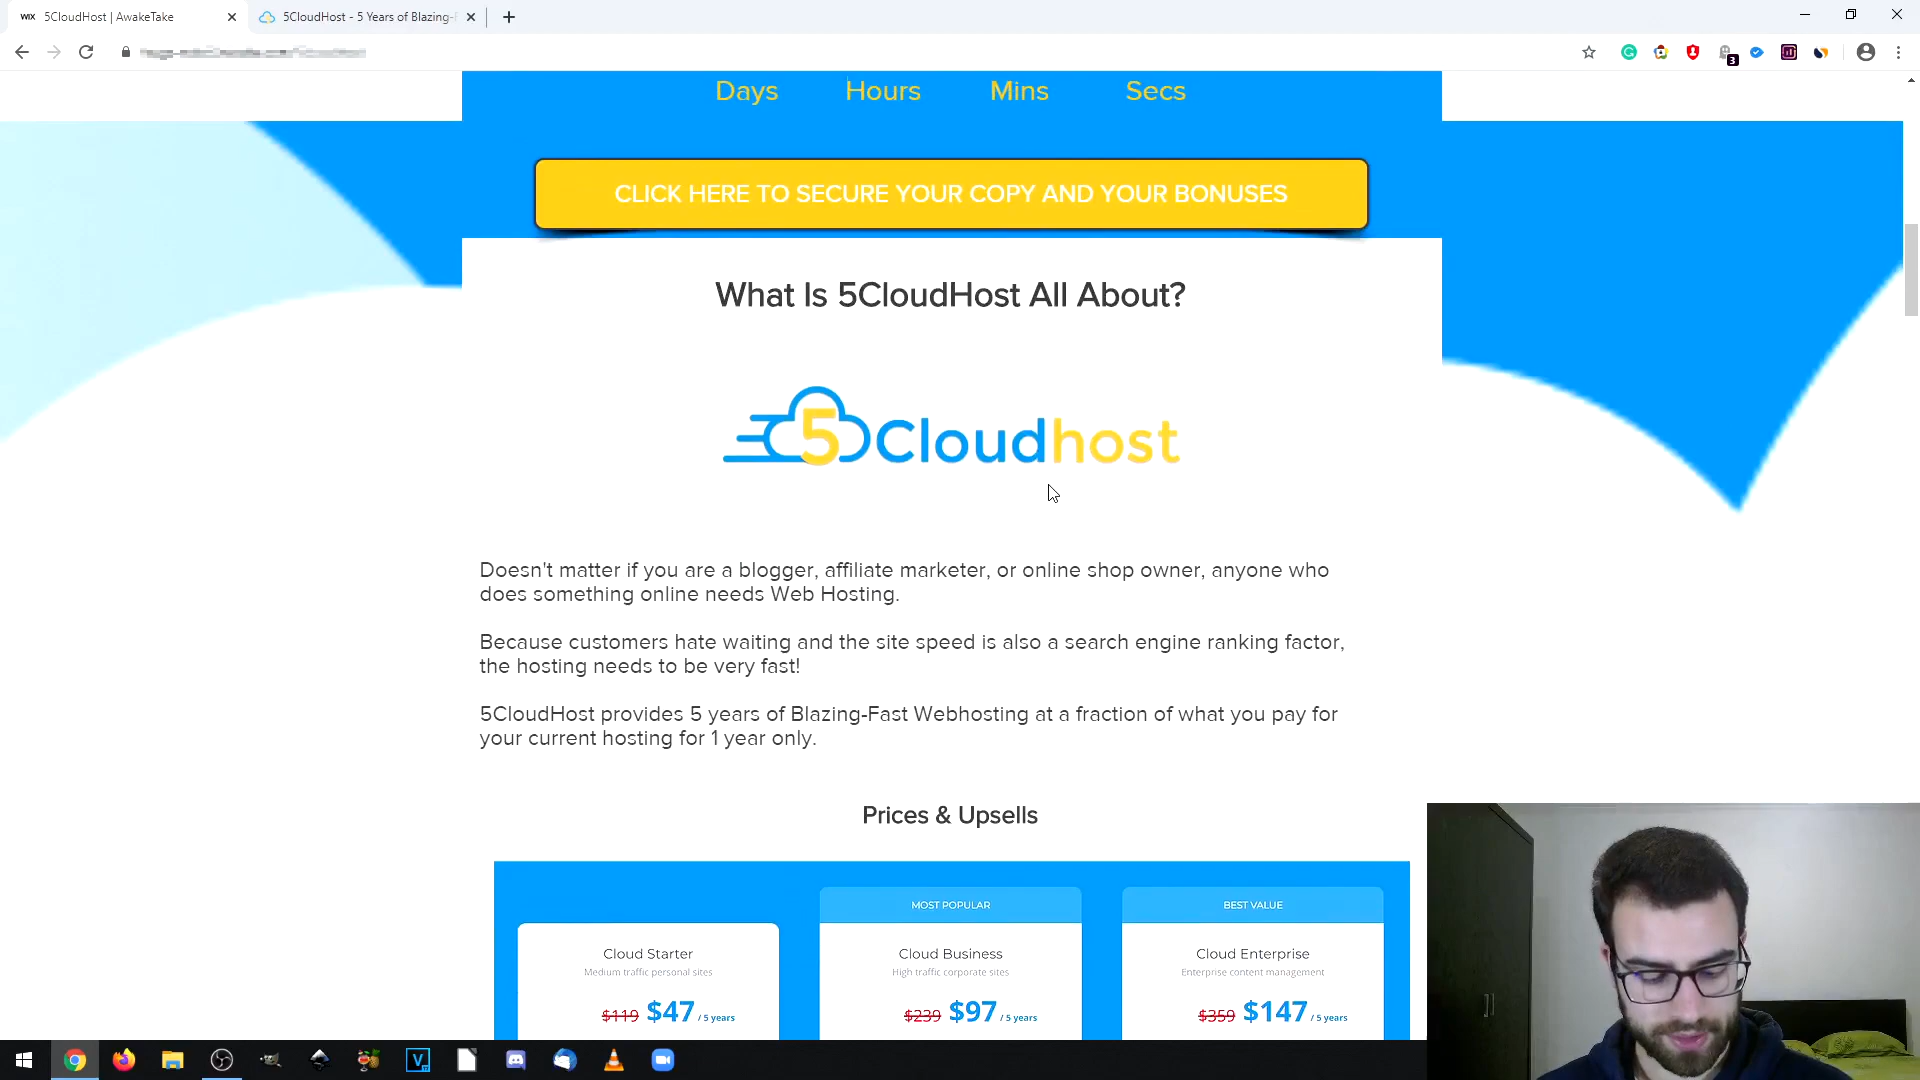 WIX 5CloudHost | AwakeTake
5CloudHost - 5 Years of Blazing-F
3
Days Hours Mins Secs
CLICK HERE TO SECURE YOUR COPY AND YOUR BONUSES
What Is 5CloudHost All About?
5Cloudhost
Doesn't matter if you are a blogger, affiliate marketer, or online shop owner, anyone who
does something online needs Web Hosting.
Because customers hate waiting and the site speed is also a search engine ranking factor,
the hosting needs to be very fast!
5CloudHost provides 5 years of Blazing-Fast Webhosting at a fraction of what you pay for
your current hosting for 1 year only.
Prices & Upsells
MOST POPULAR
BEST VALUE
Cloud Starter
Medium traffic personal sites
$119 $47 / 5 years
Cloud Business
High traffic corporate sites
$239 $97 / 5 years
Cloud Enterprise
Enterprise content management
$359 $147 / 5 years